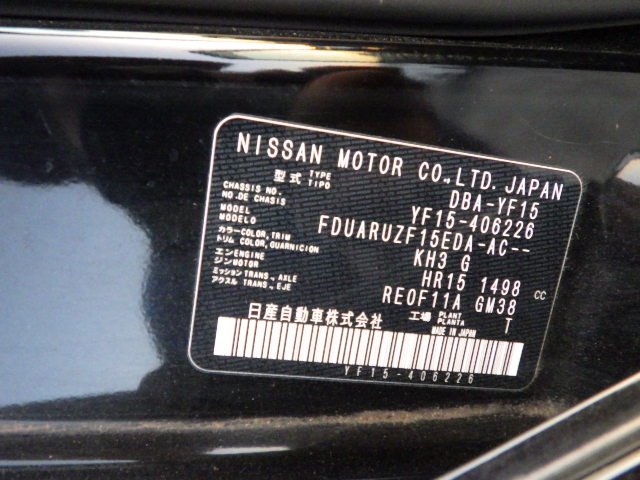 NISSAN MOTOR CO.,LTD. JAPAN
型式 TYPE TIPO DBA-YF15
CHASSIS NO. NO. DE CHASIS YF15-406226
MODEL MODELO FDUARUZF15EDA-AC--
カラー COLOR, TRIM トリム COLOR, GUARNICION KH3 G
エンジン ENGINE MOTOR HR15 1498 CC
ミッション TRANS., AXLE アクスル TRANS., EJE RE0F11A GM38
日産自動車株式会社 工場 PLANT PLANTA T
MADE IN JAPAN
YF15-406226